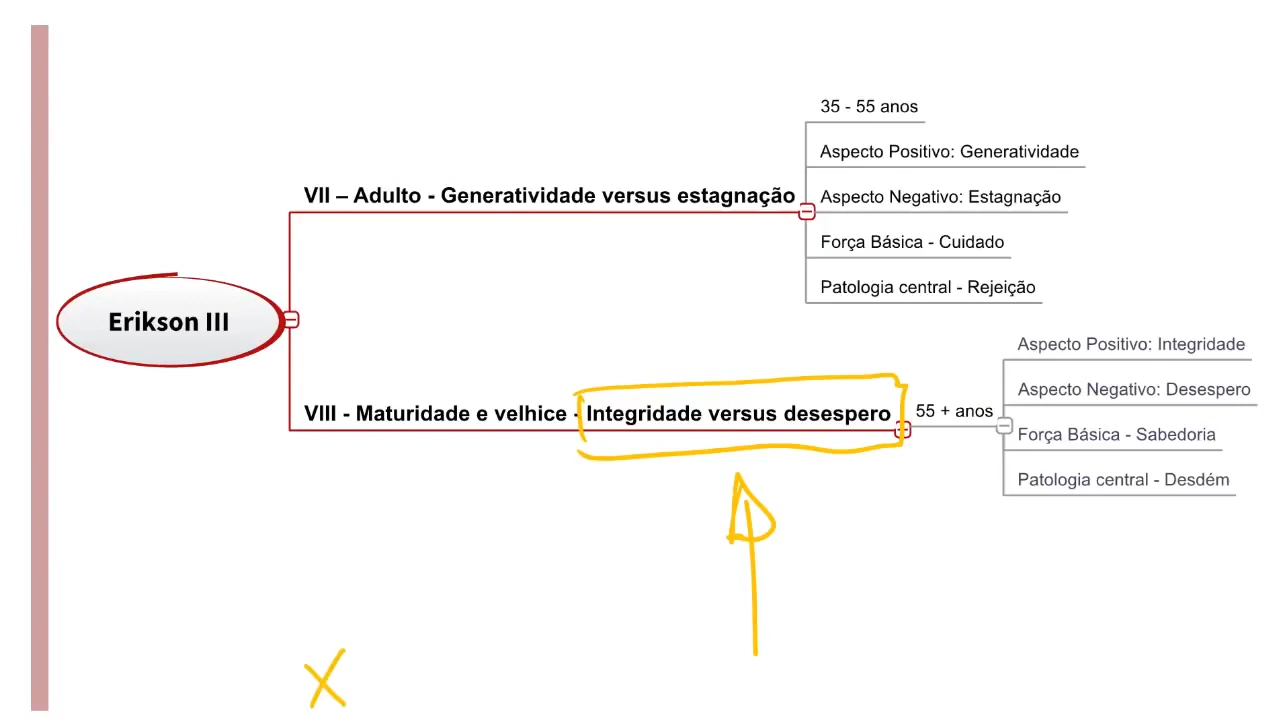 35 - 55 anos
Aspecto Positivo: Generatividade
VII – Adulto - Generatividade versus estagnação
Aspecto Negativo: Estagnação
Força Básica - Cuidado
Patologia central - Rejeição
Erikson III
Aspecto Positivo: Integridade
Aspecto Negativo: Desespero
VIII - Maturidade e velhice - Integridade versus desespero
55 + anos
Força Básica - Sabedoria
Patologia central - Desdém
X